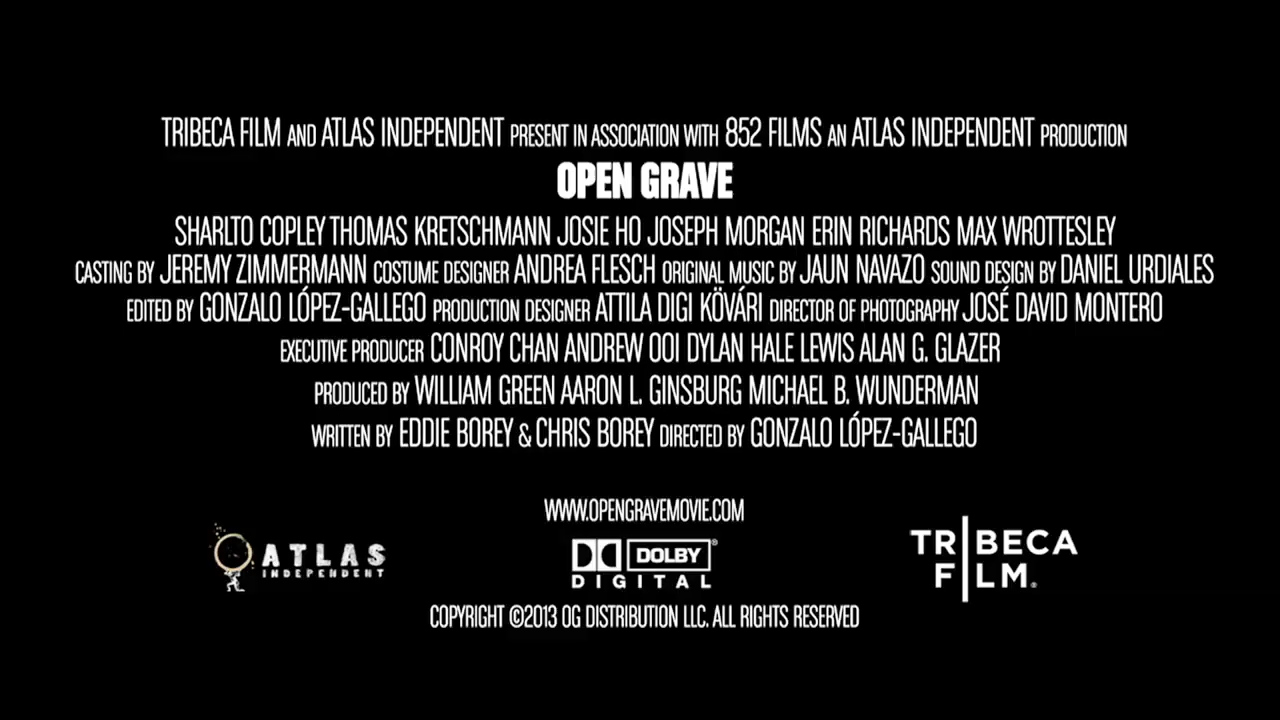 TRIBECA FILM AND ATLAS INDEPENDENT PRESENT IN ASSOCIATION WITH 852 FILMS AN ATLAS INDEPENDENT PRODUCTION
OPEN GRAVE
SHARLTO COPLEY THOMAS KRETSCHMANN JOSIE HO JOSEPH MORGAN ERIN RICHARDS MAX WROTTESLEY
CASTING BY JEREMY ZIMMERMANN COSTUME DESIGNER ANDREA FLESCH ORIGINAL MUSIC BY JAUN NAVAZO SOUND DESIGN BY DANIEL URDIALES
EDITED BY GONZALO LÓPEZ-GALLEGO PRODUCTION DESIGNER ATTILA DIGI KÖVÁRI DIRECTOR OF PHOTOGRAPHY JOSÉ DAVID MONTERO
EXECUTIVE PRODUCER CONROY CHAN ANDREW OOI DYLAN HALE LEWIS ALAN G. GLAZER
PRODUCED BY WILLIAM GREEN AARON L. GINSBURG MICHAEL B. WUNDERMAN
WRITTEN BY EDDIE BOREY & CHRIS BOREY DIRECTED BY GONZALO LÓPEZ-GALLEGO
WWW.OPENGRAVEMOVIE.COM
ATLAS
INDEPENDENT
DOLBY®
DIGITAL
TRIBECA
FILM®
COPYRIGHT ©2013 OG DISTRIBUTION LLC. ALL RIGHTS RESERVED